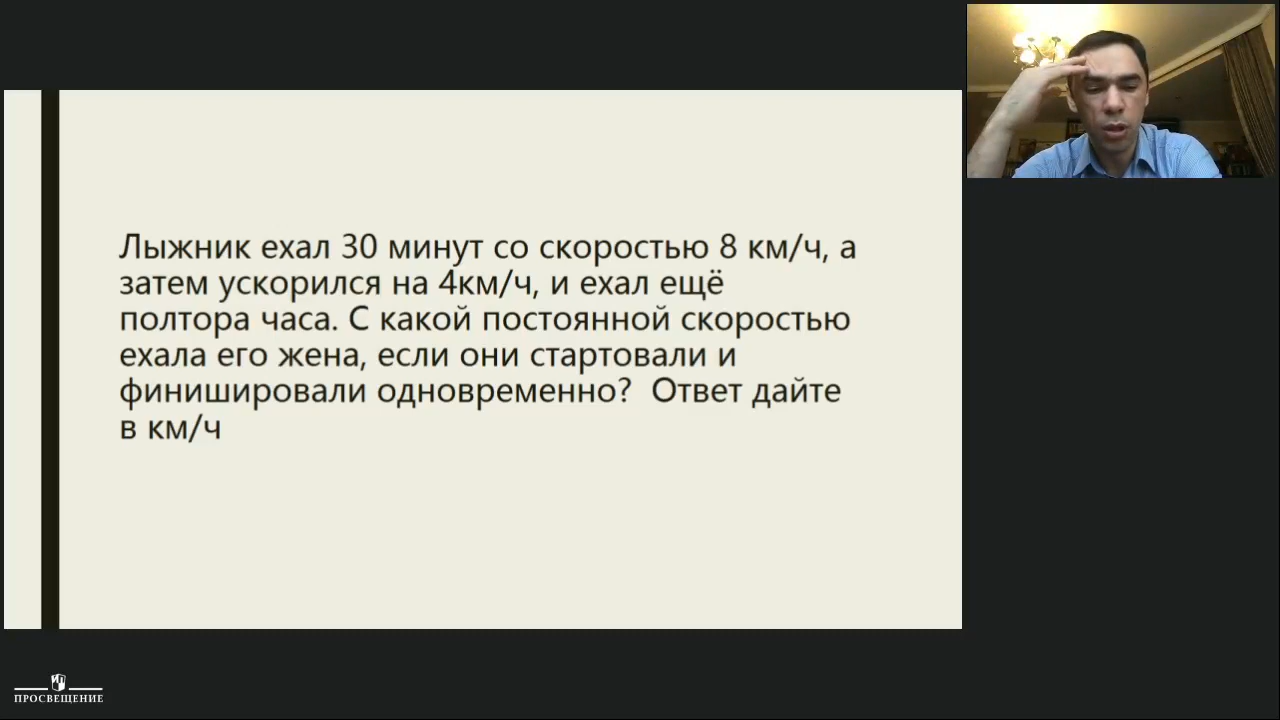 Лыжник ехал 30 минут со скоростью 8 км/ч, а
затем ускорился на 4км/ч, и ехал ещё
полтора часа. С какой постоянной скоростью
ехала его жена, если они стартовали и
финишировали одновременно?  Ответ дайте
в км/ч
ПРОСВЕЩЕНИЕ